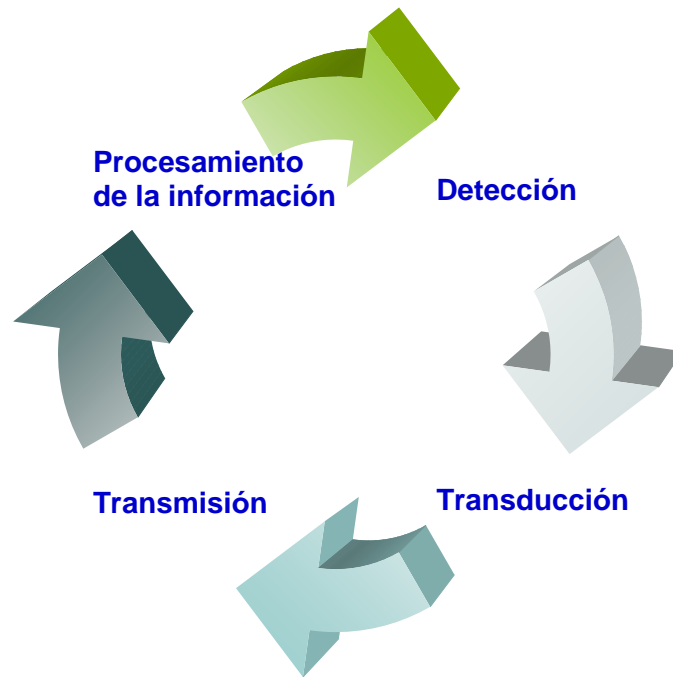 Procesamiento
de la información
Detección
Transmisión
Transducción